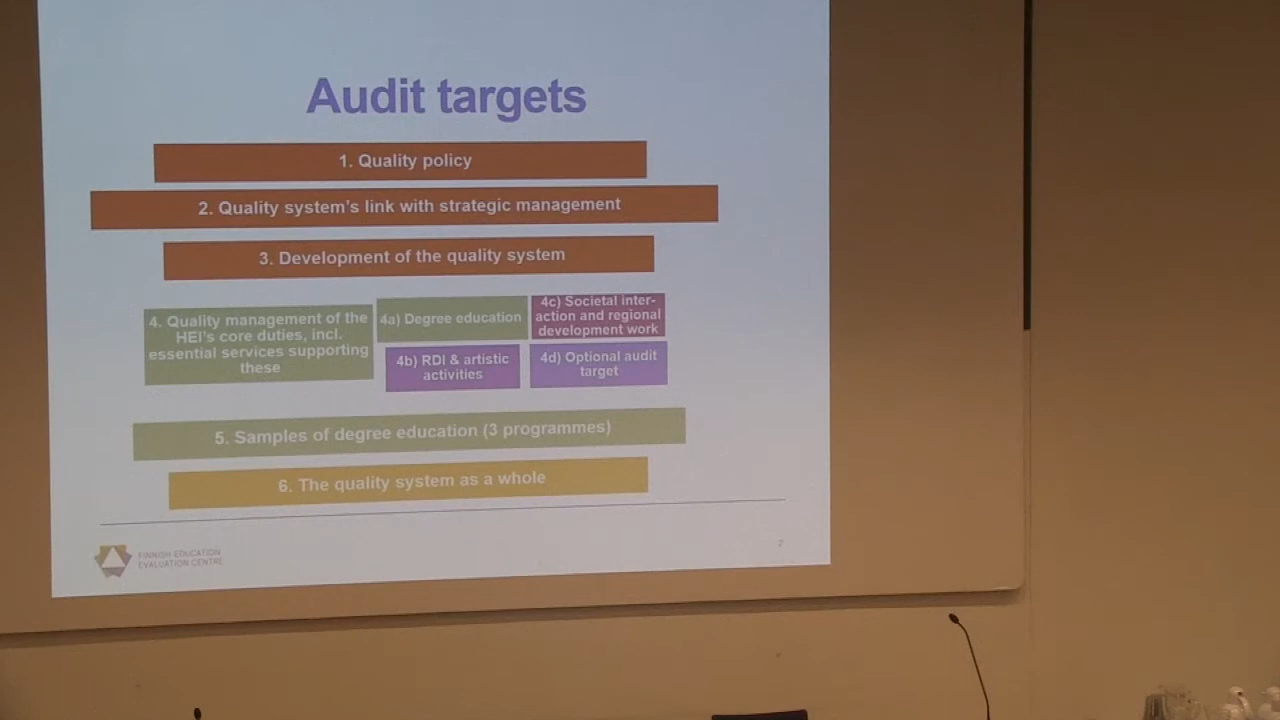 Audit targets
1. Quality policy
2. Quality system's link with strategic management
3. Development of the quality system
4. Quality management of the
HEI's core duties, incl.
essential services supporting
these
4a) Degree education
4c) Societal inter-
action and regional
development work
4b) RDI & artistic
activities
4d) Optional audit
target
5. Samples of degree education (3 programmes)
6. The quality system as a whole
FINNISH EDUCATION
EVALUATION CENTRE
7